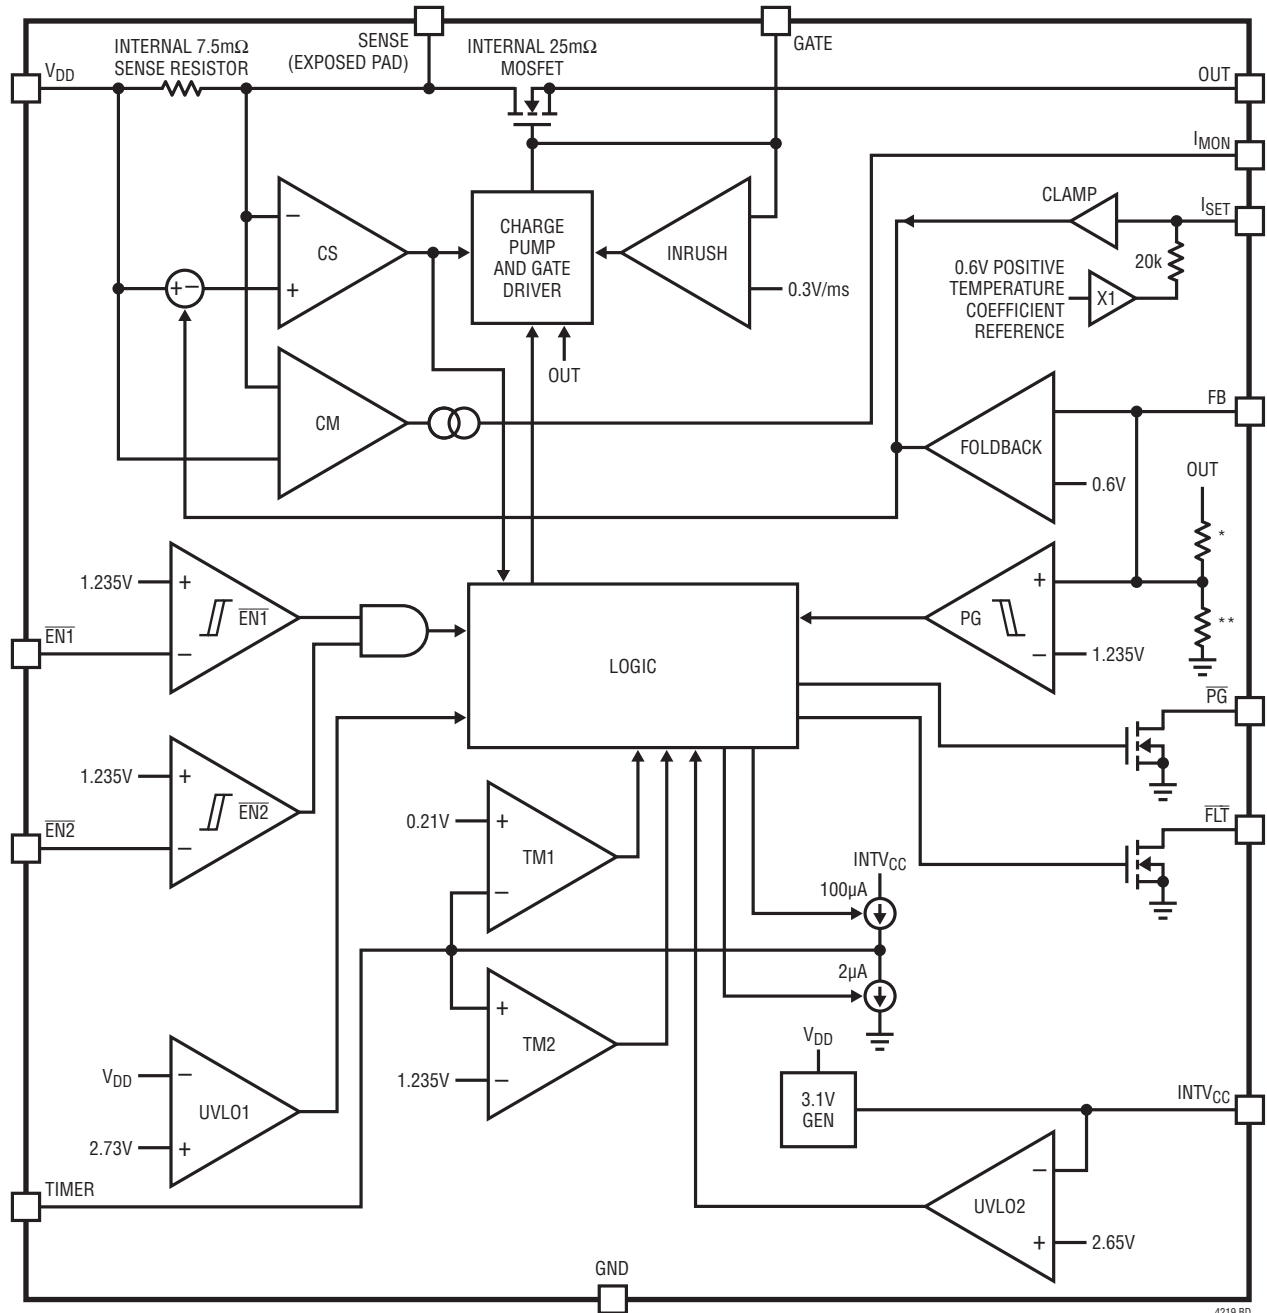 SENSE
(EXPOSED PAD)
GATE
INTERNAL 7.5mΩ
SENSE RESISTOR
INTERNAL 25mΩ
MOSFET
VDD
OUT
IMON
CLAMP
ISET
20k
0.6V POSITIVE
TEMPERATURE
COEFFICIENT
REFERENCE
X1
−
CS
+
+−
CHARGE
PUMP
AND GATE
DRIVER
INRUSH
0.3V/ms
OUT
CM
FB
FOLDBACK
0.6V
OUT
*
**
1.235V
+
EN1
−
EN1
LOGIC
+
PG
−
1.235V
PG
1.235V
+
EN2
−
EN2
FLT
0.21V
+
TM1
−
INTVCC
100µA
2µA
+
TM2
−
1.235V
VDD
−
UVLO1
2.73V
+
VDD
3.1V
GEN
INTVCC
−
UVLO2
+
2.65V
TIMER
GND
4219 BD